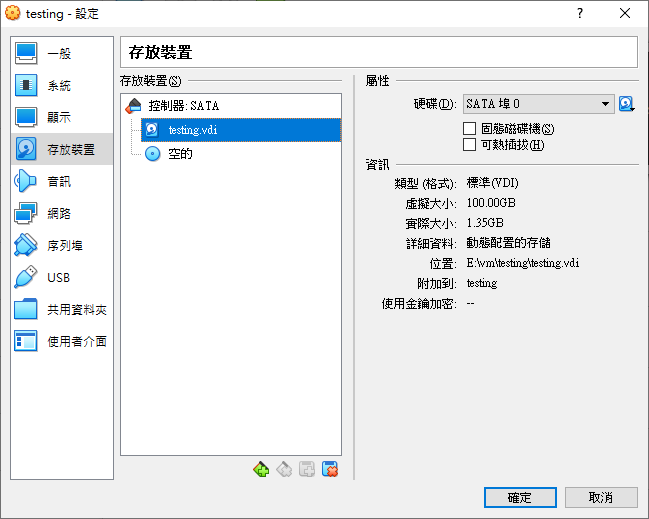 testing - 設定
一般
系統
顯示
存放裝置
音訊
網路
序列埠
USB
共用資料夾
使用者介面
存放裝置
存放裝置(S)
控制器: SATA
testing.vdi
空的
屬性
硬碟(D): SATA 埠 0
固態磁碟機(S)
可熱插拔(H)
資訊
類型 (格式): 標準(VDI)
虛擬大小: 100.00GB
實際大小: 1.35GB
詳細資料: 動態配置的存儲
位置: E:\vm\testing\testing.vdi
附加到: testing
使用金鑰加密: --
確定
取消